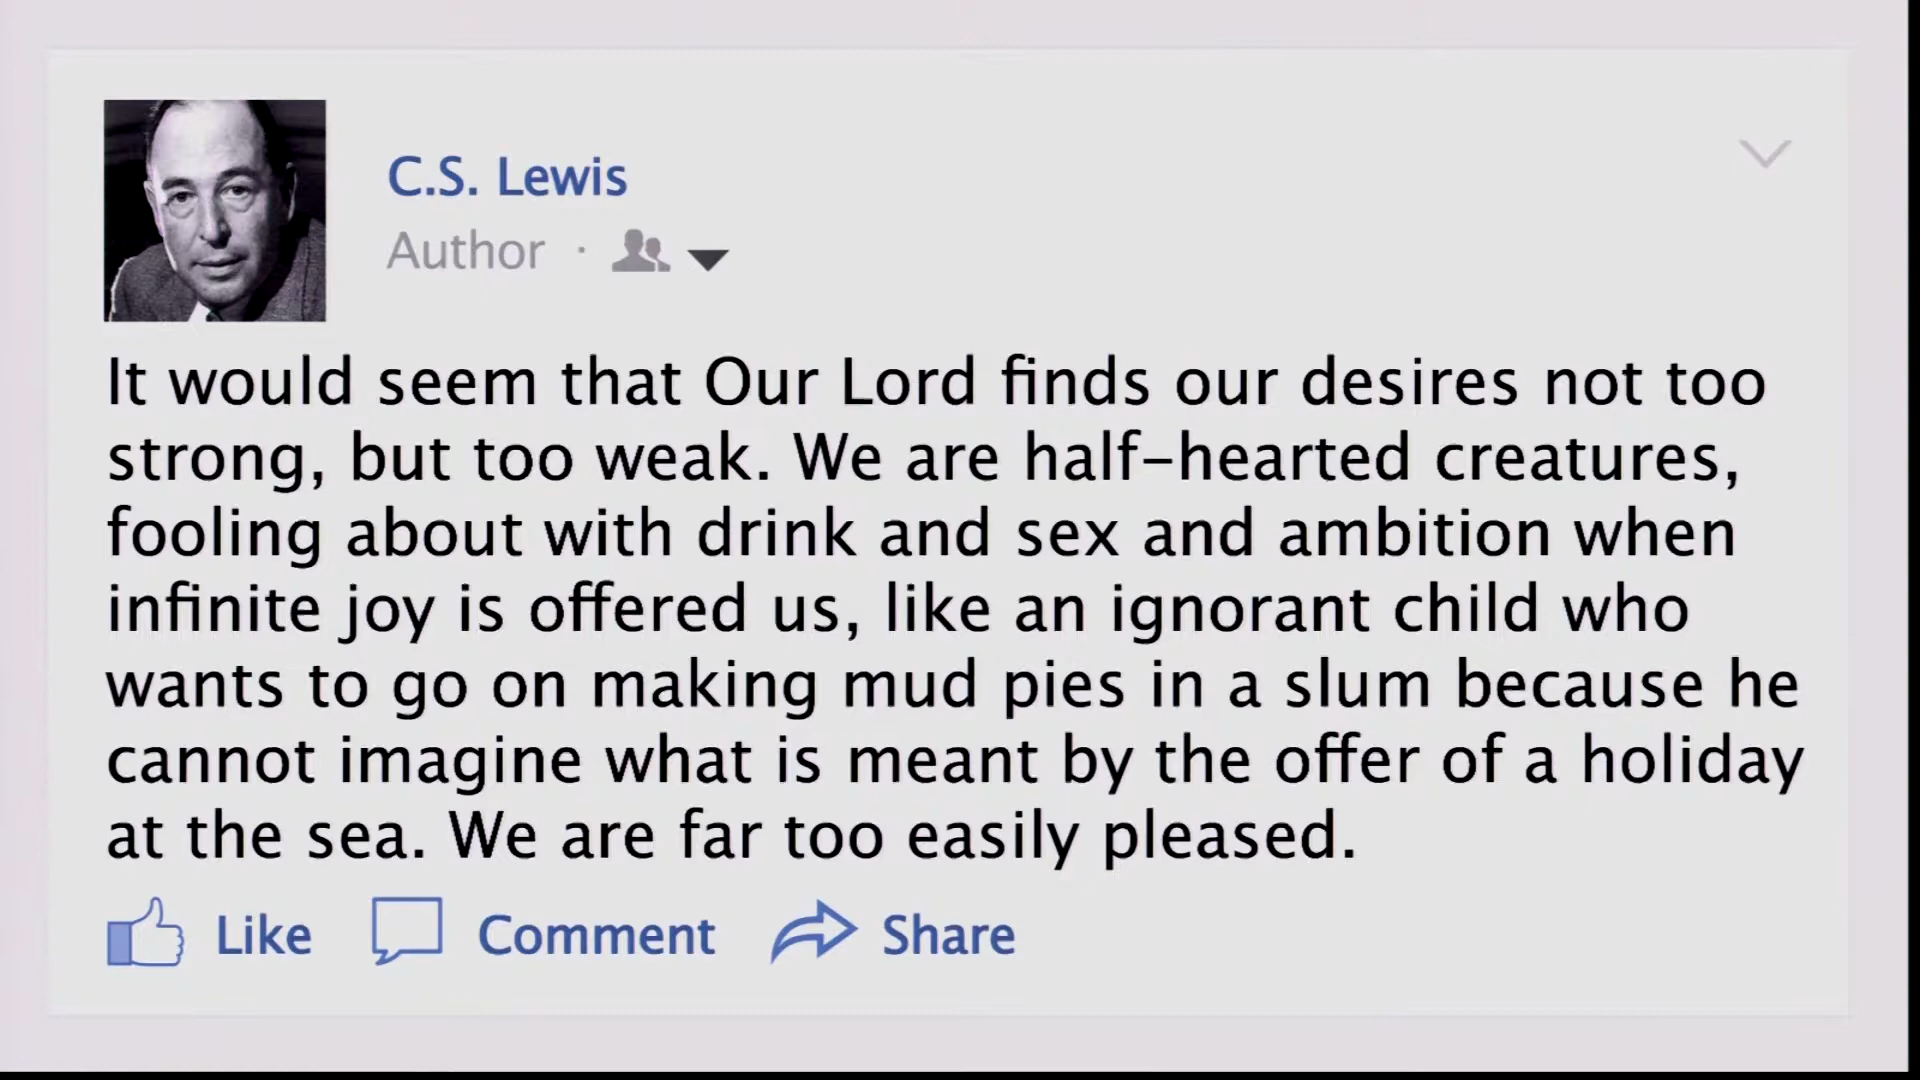 C.S. Lewis
Author ·
It would seem that Our Lord finds our desires not too
strong, but too weak. We are half-hearted creatures,
fooling about with drink and sex and ambition when
infinite joy is offered us, like an ignorant child who
wants to go on making mud pies in a slum because he
cannot imagine what is meant by the offer of a holiday
at the sea. We are far too easily pleased.
Like Comment Share